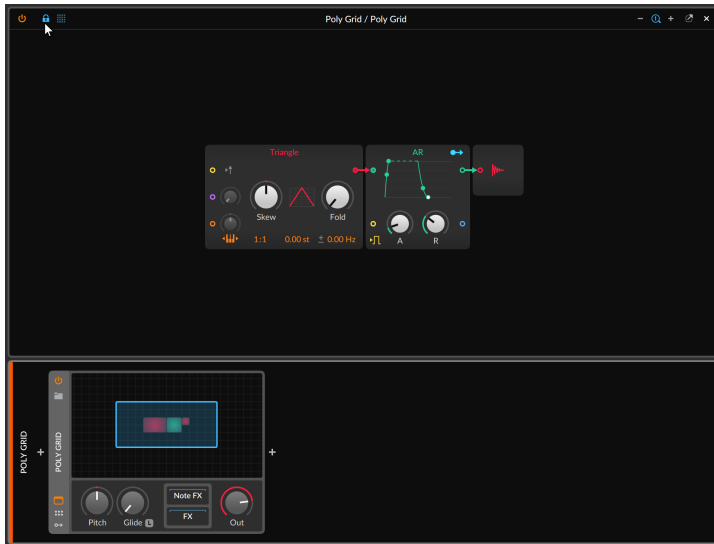 Poly Grid / Poly Grid
Triangle
AR
Skew
Fold
1:1
0.00 st
± 0.00 Hz
A
R
POLY GRID
POLY GRID
Note FX
FX
Pitch
Glide
L
Out